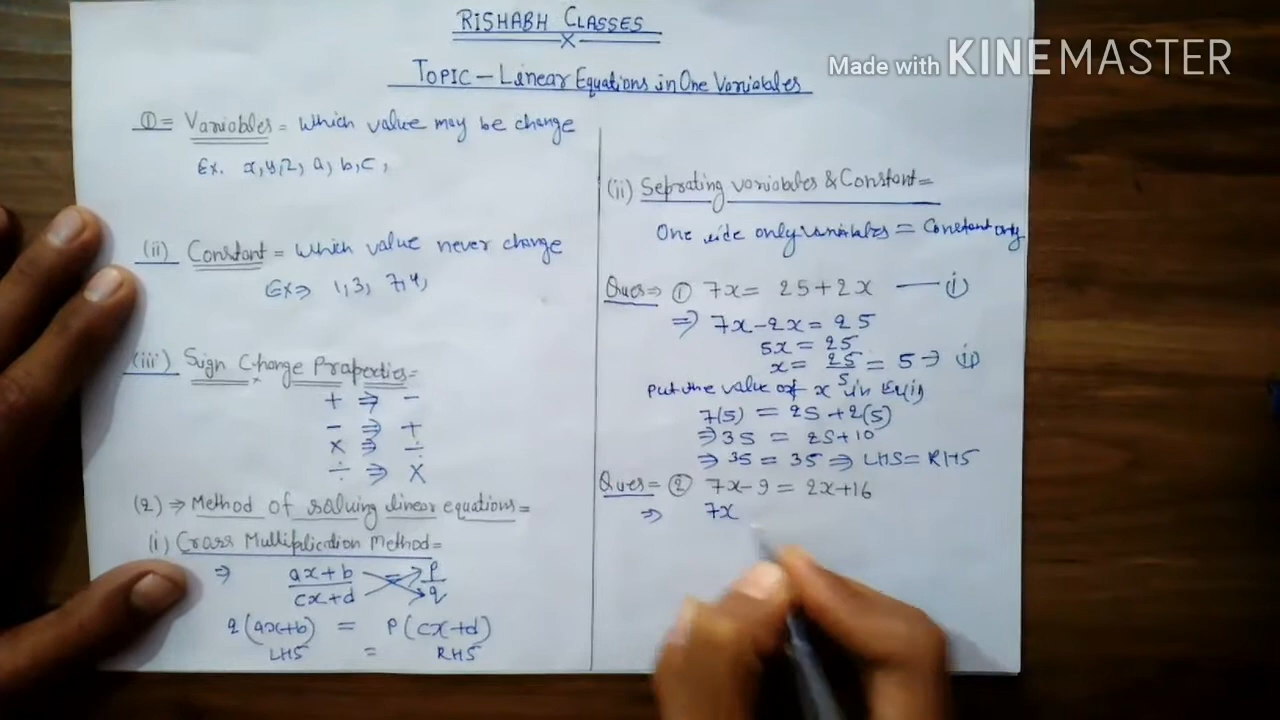 RISHABH CLASSES
Made with KINEMASTER
TOPIC - Linear Equations in One Variables
① = Variables = Which value may be change
Ex. x, y, z, a, b, c,
(ii) Constant = Which value never change
Ex ⇒ 1, 3, 7, 4,
(iii) Sign Change Properties =
+ ⇒ -
- ⇒ +
× ⇒ ÷
÷ ⇒ ×
(2) ⇒ Method of solving linear equations =
(i) Cross Multiplication Method =
⇒ ax+b / cx+d = p / q
q(ax+b) = p(cx+d)
LHS = RHS
(ii) Seprating variables & Constant =
One side only variables = Constant only
Ques ⇒ ① 7x = 25+2x — (i)
⇒ 7x-2x = 25
5x = 25
x = 25/5 = 5 → (ii)
Put the value of x in Eq(i)
7(5) = 25+2(5)
⇒ 35 = 25+10
⇒ 35 = 35 ⇒ LHS = RHS
Ques = ② 7x-9 = 2x+16
⇒ 7x